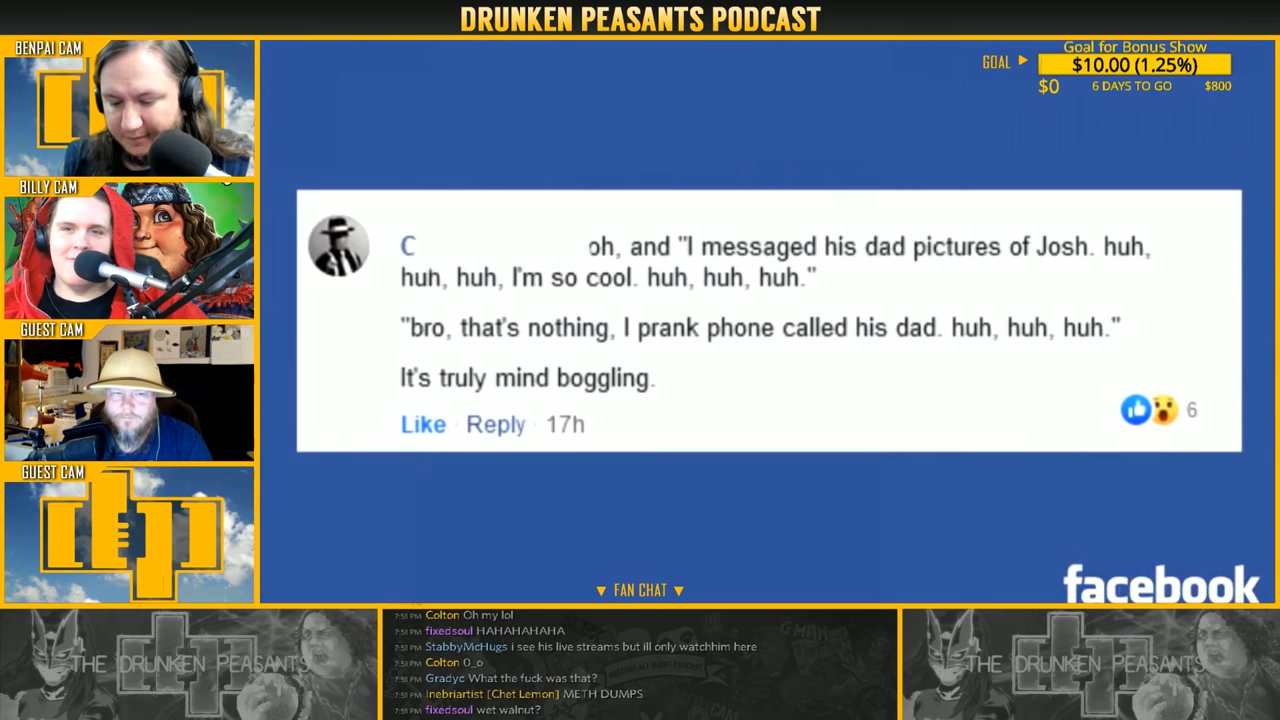 DRUNKEN PEASANTS PODCAST
BENPAI CAM
BILLY CAM
GUEST CAM
GUEST CAM
GOAL
Goal for Bonus Show
$10.00 (1.25%)
$0 6 DAYS TO GO $800
C oh, and "I messaged his dad pictures of Josh. huh,
huh, huh, I'm so cool. huh, huh, huh."
"bro, that's nothing, I prank phone called his dad. huh, huh, huh."
It's truly mind boggling.
Like · Reply · 17h
6
facebook
FAN CHAT
7:51 PM Colton Oh my lol
7:51 PM fixedsoul HAHAHAHAHA
7:51 PM StabbyMcHugs i see his live streams but ill only watchhim here
7:51 PM Colton O_o
7:51 PM Gradyc What the fuck was that?
7:51 PM Inebriartist [Chet Lemon] METH DUMPS
7:51 PM fixedsoul wet walnut?
THE DRUNKEN PEASANTS
THE DRUNKEN PEASANTS